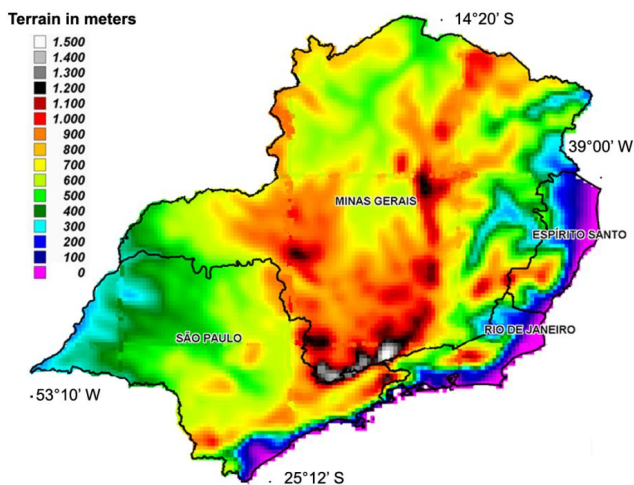 Terrain in meters
1.500
1.400
1.300
1.200
1.100
1.000
900
800
700
600
500
400
300
200
100
0
14°20' S
39°00' W
MINAS GERAIS
ESPÍRITO SANTO
RIO DE JANEIRO
SÃO PAULO
53°10' W
25°12' S